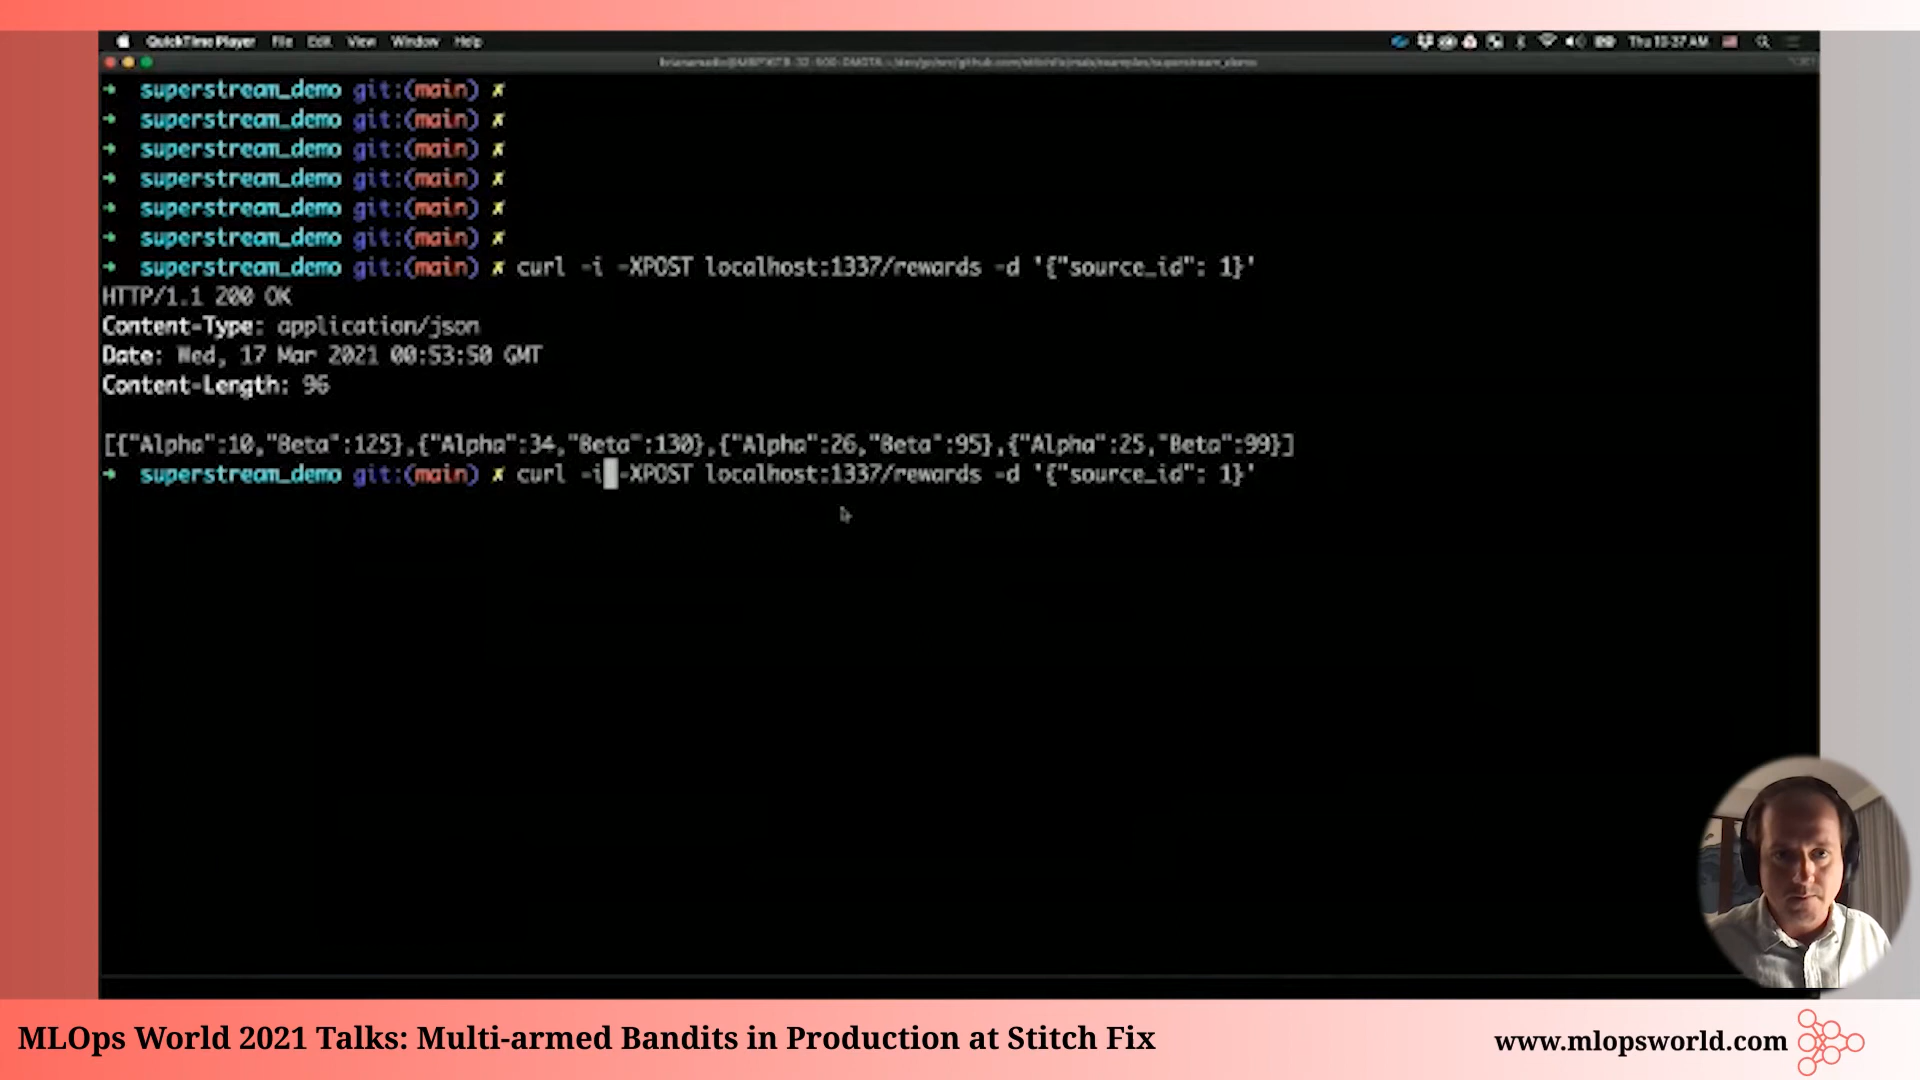 QuickTime Player File Edit View Window Help
Thu 10:37 AM
superstream_demo git:(main) ✗
superstream_demo git:(main) ✗
superstream_demo git:(main) ✗
superstream_demo git:(main) ✗
superstream_demo git:(main) ✗
superstream_demo git:(main) ✗
superstream_demo git:(main) ✗ curl -i -XPOST localhost:1337/rewards -d '{"source_id": 1}'
HTTP/1.1 200 OK
Content-Type: application/json
Date: Wed, 17 Mar 2021 00:53:50 GMT
Content-Length: 96
[{"Alpha":10,"Beta":125},{"Alpha":34,"Beta":130},{"Alpha":26,"Beta":95},{"Alpha":25,"Beta":99}]
superstream_demo git:(main) ✗ curl -i -XPOST localhost:1337/rewards -d '{"source_id": 1}'
MLOps World 2021 Talks: Multi-armed Bandits in Production at Stitch Fix
www.mlopsworld.com